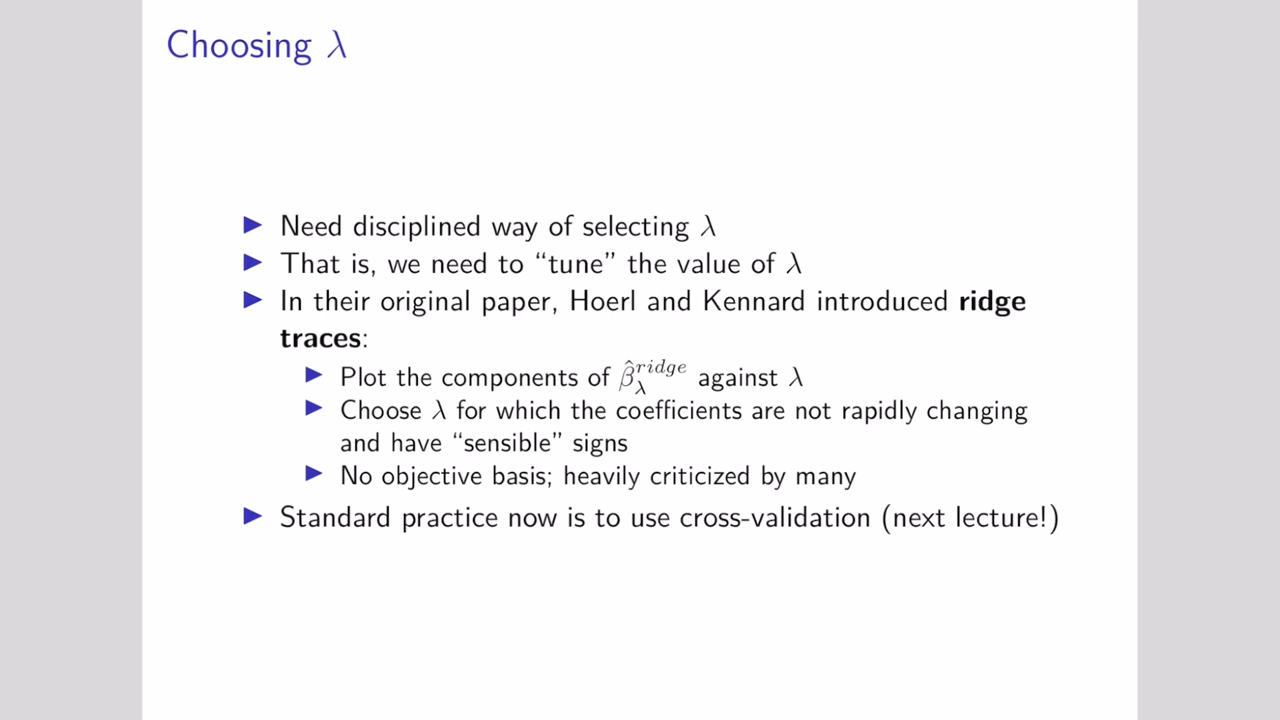 Choosing λ
▶ Need disciplined way of selecting λ
▶ That is, we need to “tune” the value of λ
▶ In their original paper, Hoerl and Kennard introduced ridge
traces:
▶ Plot the components of β̂_λ^ridge against λ
▶ Choose λ for which the coefficients are not rapidly changing
and have “sensible” signs
▶ No objective basis; heavily criticized by many
▶ Standard practice now is to use cross-validation (next lecture!)